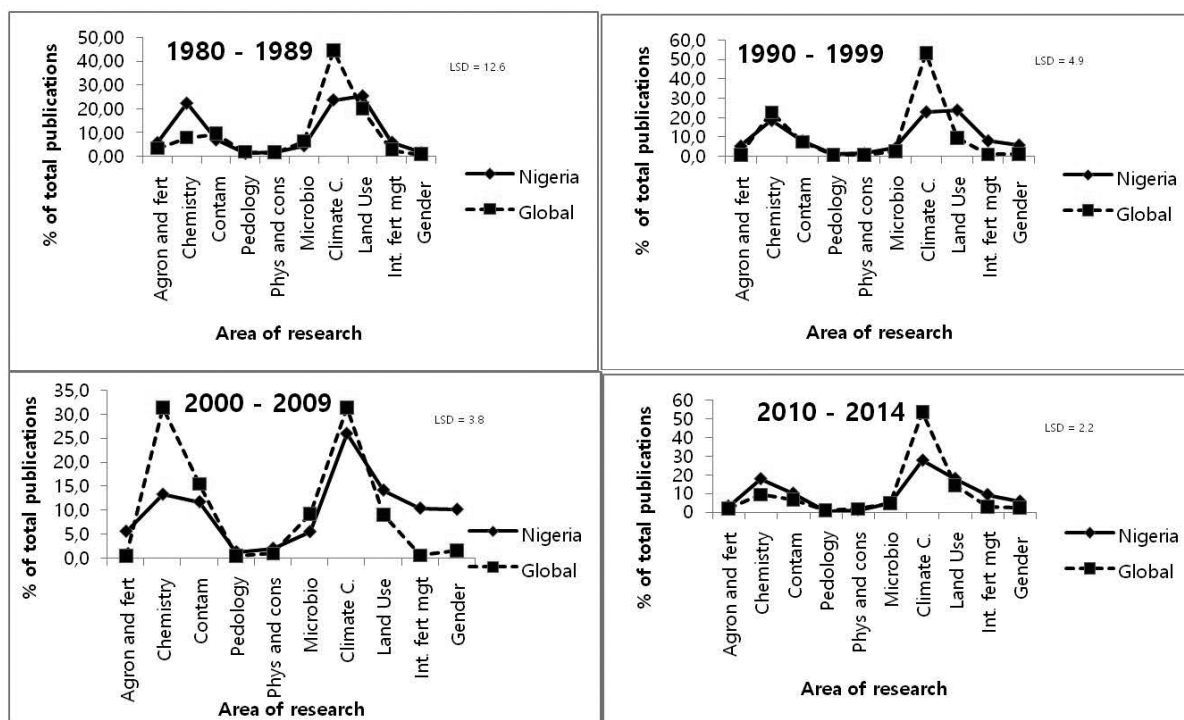 1980 - 1989
LSD = 12.6
% of total publications
50,00
40,00
30,00
20,00
10,00
0,00
Agron and fert
Chemistry
Contam
Pedology
Phys and cons
Microbio
Climate C.
Land Use
Int. fert mgt
Gender
Area of research
Nigeria
Global
1990 - 1999
LSD = 4.9
% of total publications
60,0
50,0
40,0
30,0
20,0
10,0
0,0
Agron and fert
Chemistry
Contam
Pedology
Phys and cons
Microbio
Climate C.
Land Use
Int. fert mgt
Gender
Area of research
Nigeria
Global
2000 - 2009
LSD = 3.8
% of total publications
35,0
30,0
25,0
20,0
15,0
10,0
5,0
0,0
Agron and fert
Chemistry
Contam
Pedology
Phys and cons
Microbio
Climate C.
Land Use
Int. fert mgt
Gender
Area of research
Nigeria
Global
2010 - 2014
LSD = 2.2
% of total publications
60
50
40
30
20
10
0
Agron and fert
Chemistry
Contam
Pedology
Phys and cons
Microbio
Climate C.
Land Use
Int. fert mgt
Gender
Area of research
Nigeria
Global